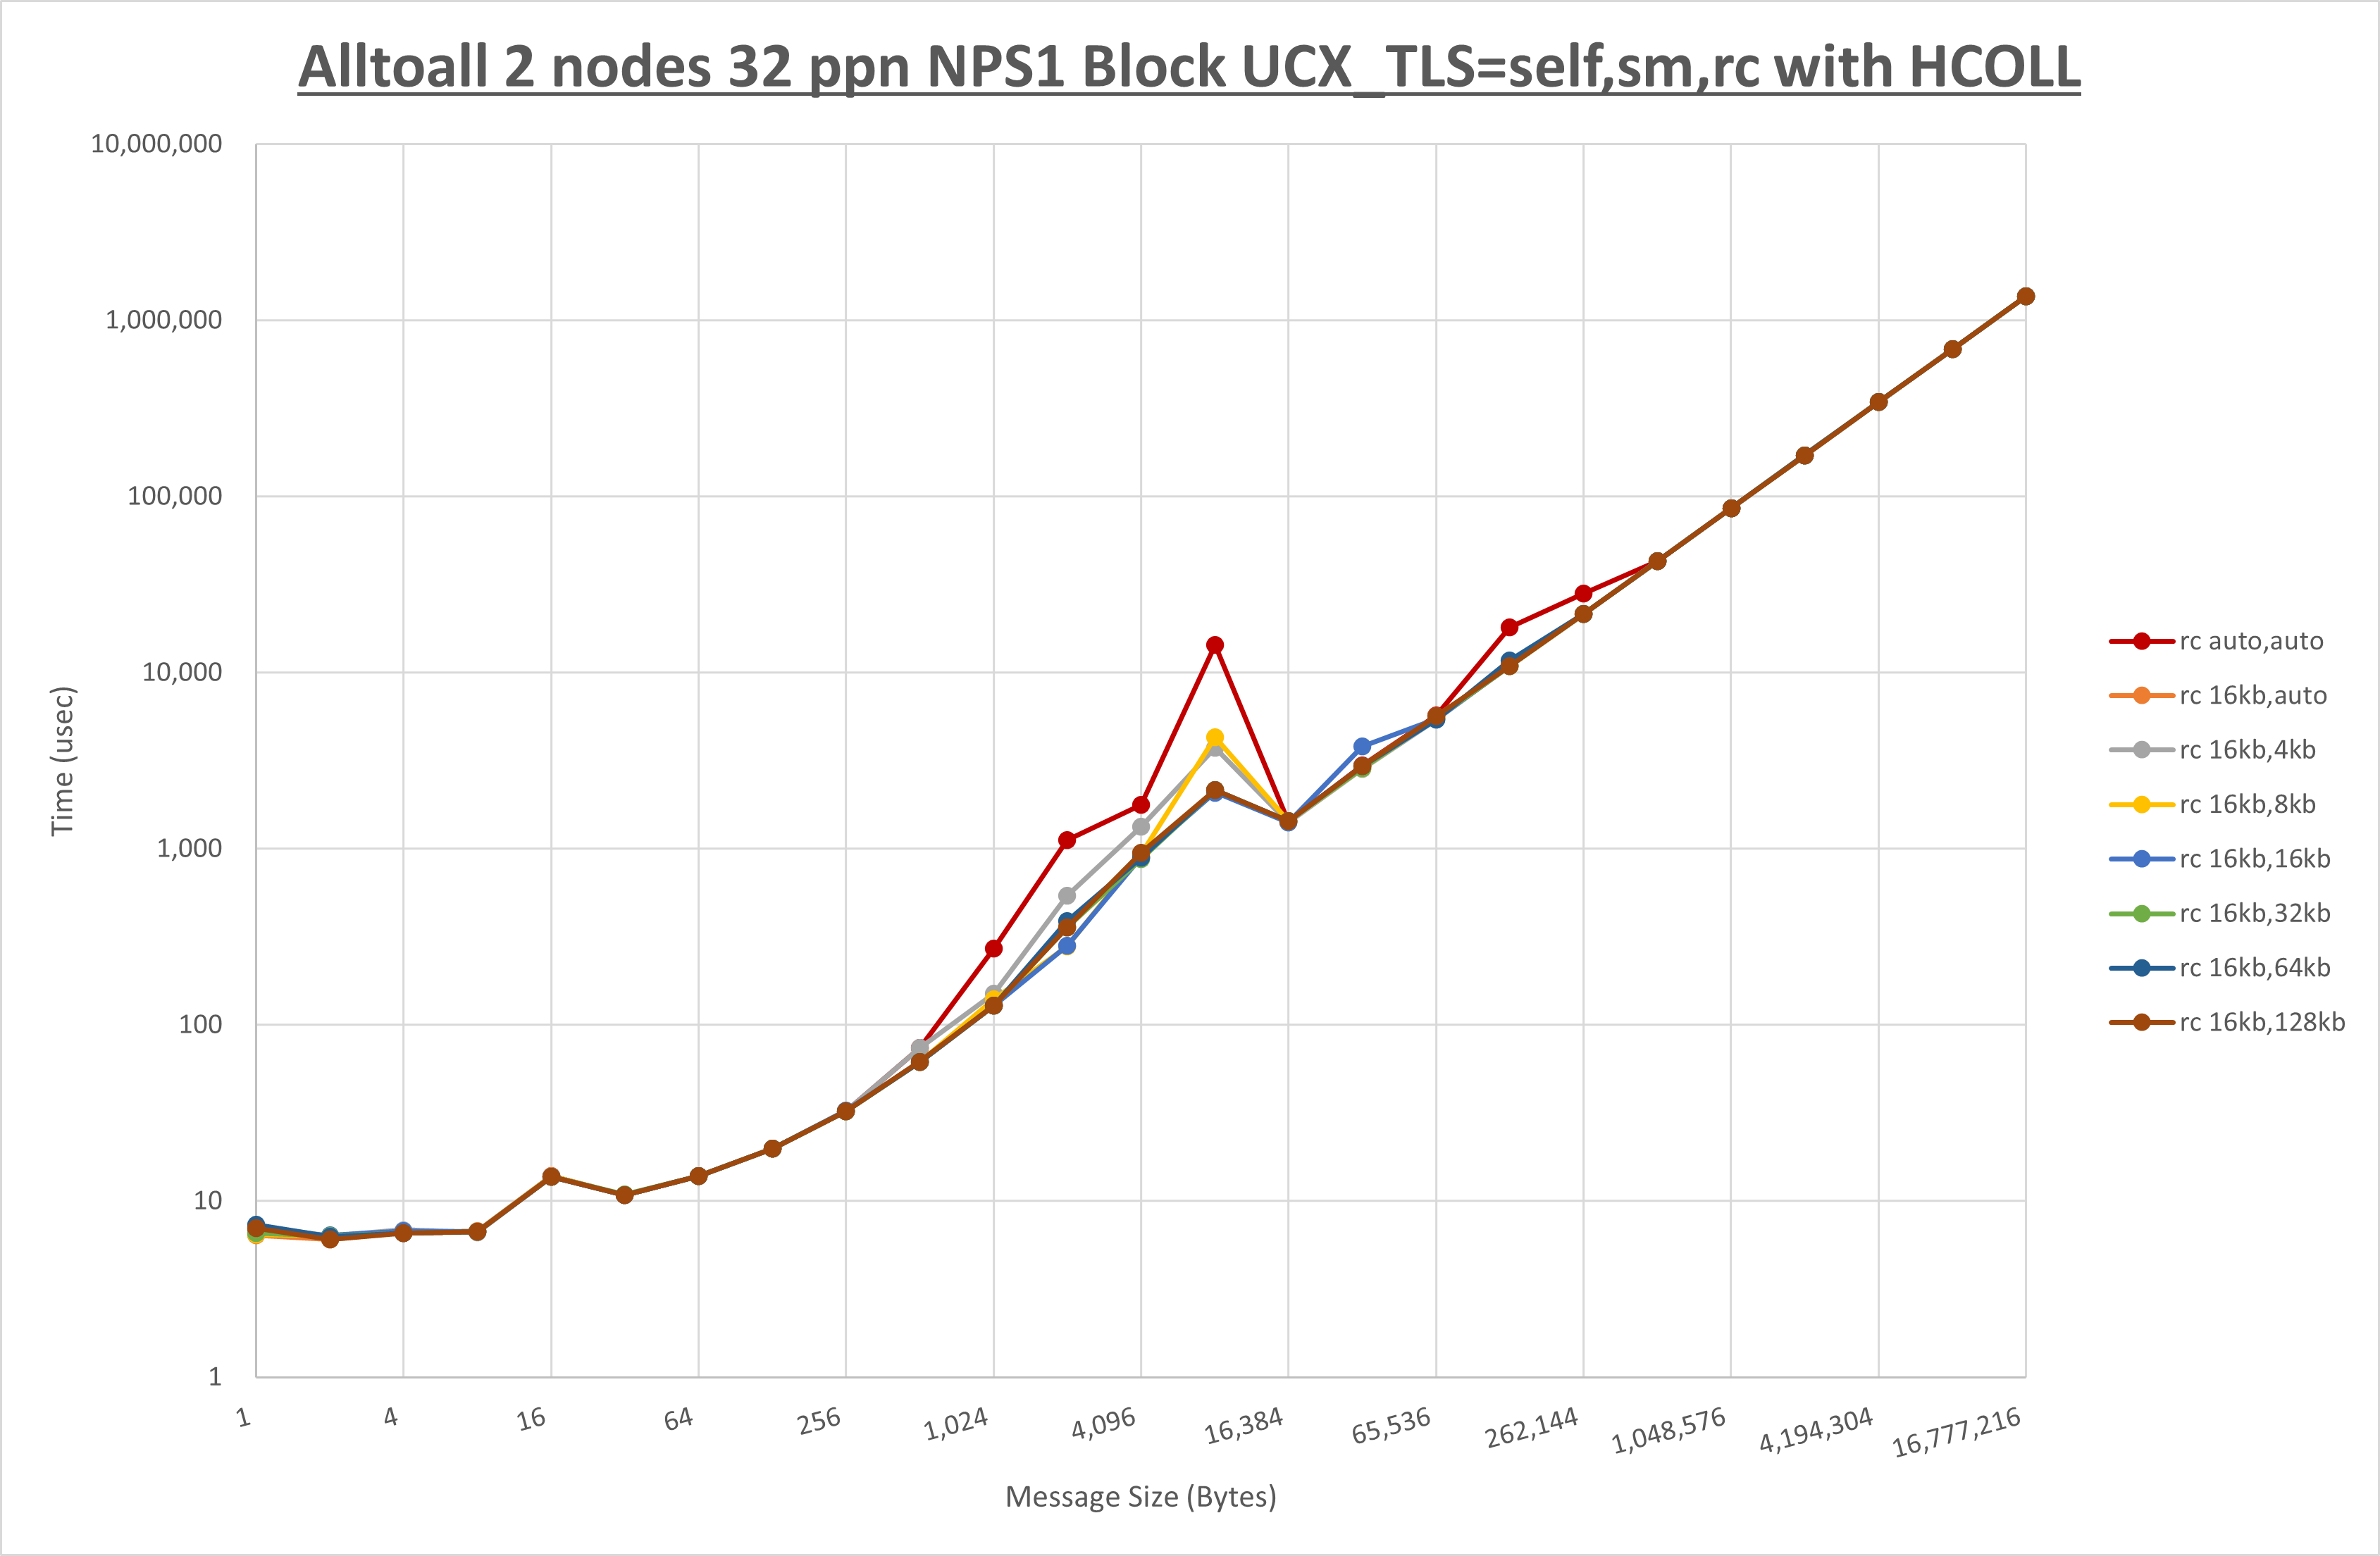 Alltoall 2 nodes 32 ppn NPS1 Block UCX_TLS=self,sm,rc with HCOLL
10,000,000
1,000,000
100,000
10,000
1,000
100
10
1
Time (usec)
1
4
16
64
256
1,024
4,096
16,384
65,536
262,144
1,048,576
4,194,304
16,777,216
Message Size (Bytes)
rc auto,auto
rc 16kb,auto
rc 16kb,4kb
rc 16kb,8kb
rc 16kb,16kb
rc 16kb,32kb
rc 16kb,64kb
rc 16kb,128kb